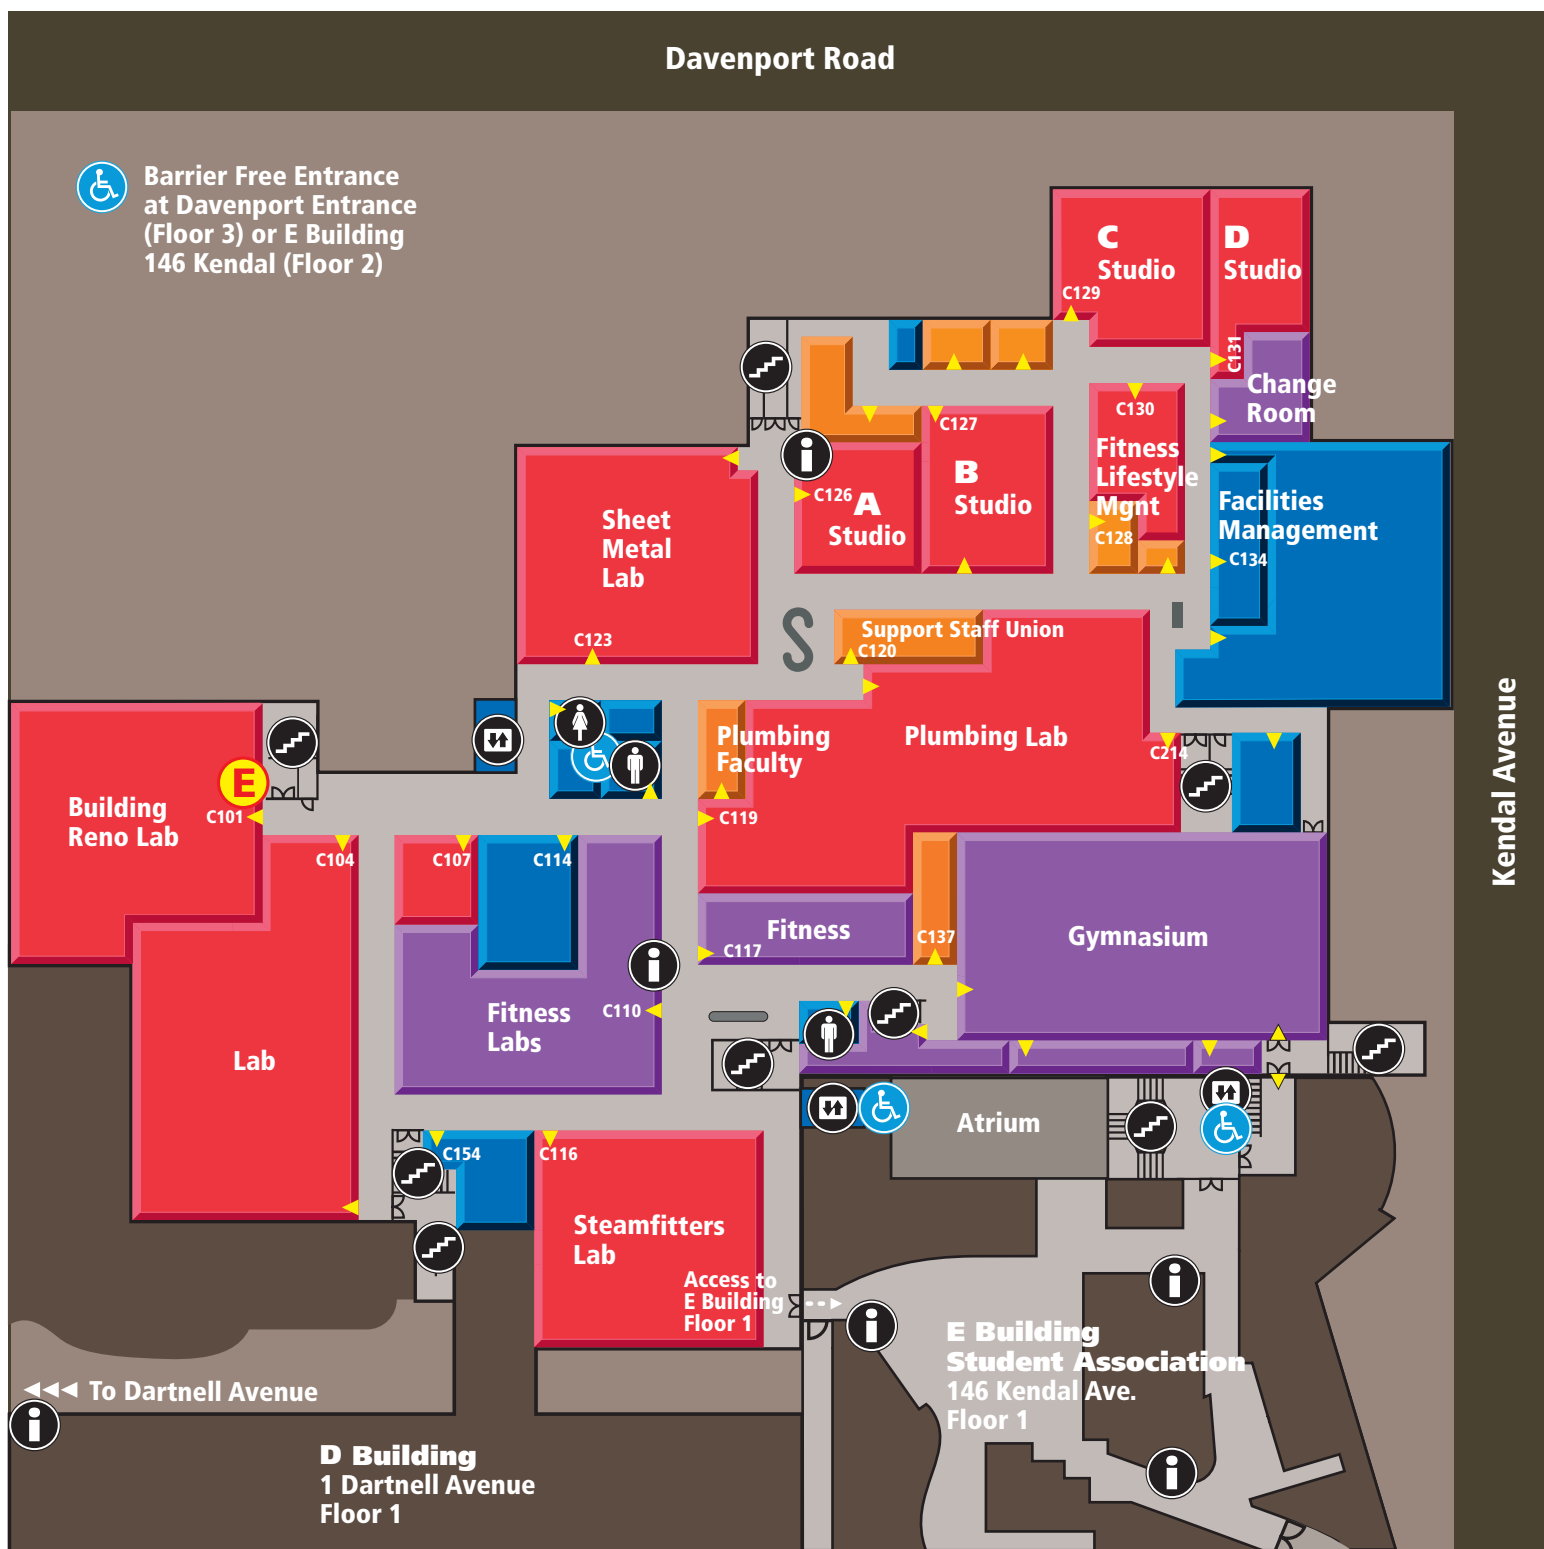 Davenport Road
Barrier Free Entrance
at Davenport Entrance
(Floor 3) or E Building
146 Kendal (Floor 2)
C
Studio
C129
D
Studio
C131
Change
Room
C130
Fitness
Lifestyle
Mgnt
C128
C127
B
Studio
C126
A
Studio
Facilities
Management
C134
Sheet
Metal
Lab
C123
Support Staff Union
C120
Plumbing
Faculty
Plumbing Lab
C214
C119
Kendal Avenue
E
Building
Reno Lab
C101
C104
C107
C114
Fitness
C117
C137
Gymnasium
Fitness
Labs
C110
Lab
Atrium
C154
C116
Steamfitters
Lab
Access to
E Building
Floor 1
E Building
Student Association
146 Kendal Ave.
Floor 1
To Dartnell Avenue
D Building
1 Dartnell Avenue
Floor 1